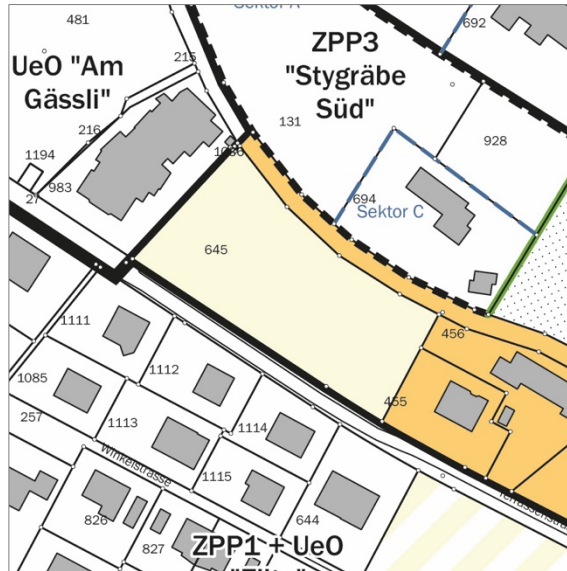 481
Sektor A
692
ZPP3
"Stygräbe
Süd"
UeO "Am
Gässli"
215
131
216
928
1194
983
27
694
Sektor C
645
456
1111
1112
1085
257
1113
1114
455
1115
Winkelstrasse
644
826
827
ZPP1 + UeO